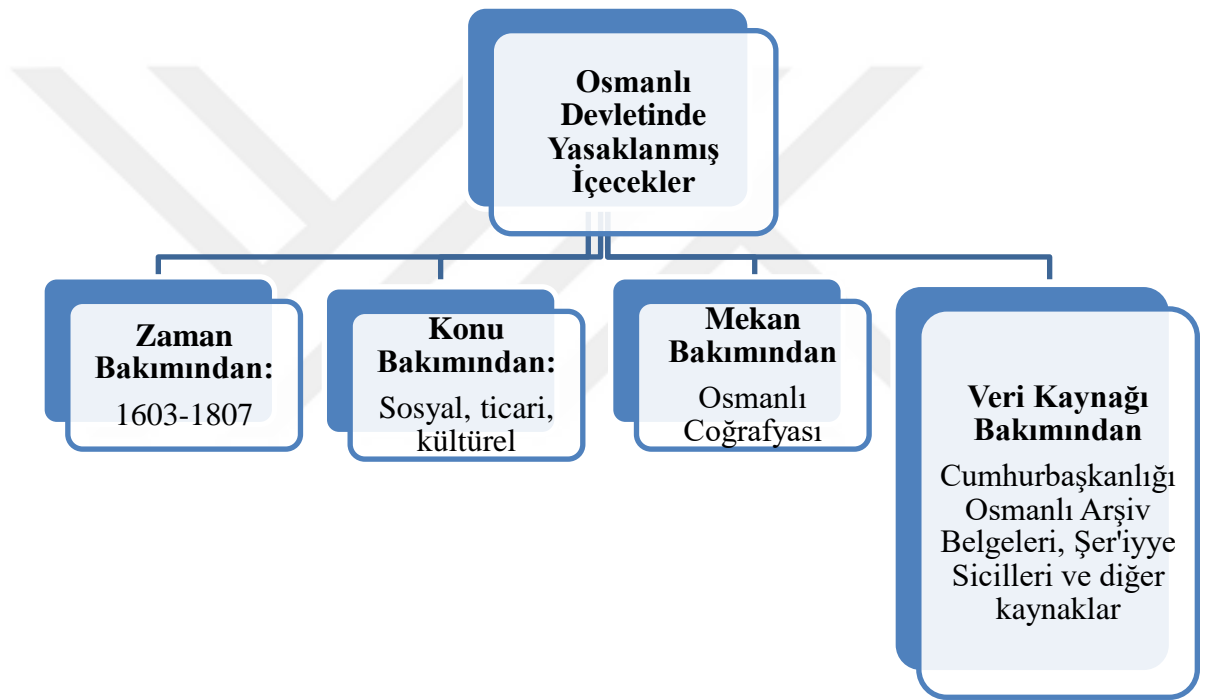 Osmanlı
Devletinde
Yasaklanmış
İçecekler
Zaman
Bakımından:
1603-1807
Konu
Bakımından:
Sosyal, ticari,
kültürel
Mekan
Bakımından
Osmanlı
Coğrafyası
Veri Kaynağı
Bakımından
Cumhurbaşkanlığı
Osmanlı Arşiv
Belgeleri, Şer'iyye
Sicilleri ve diğer
kaynaklar